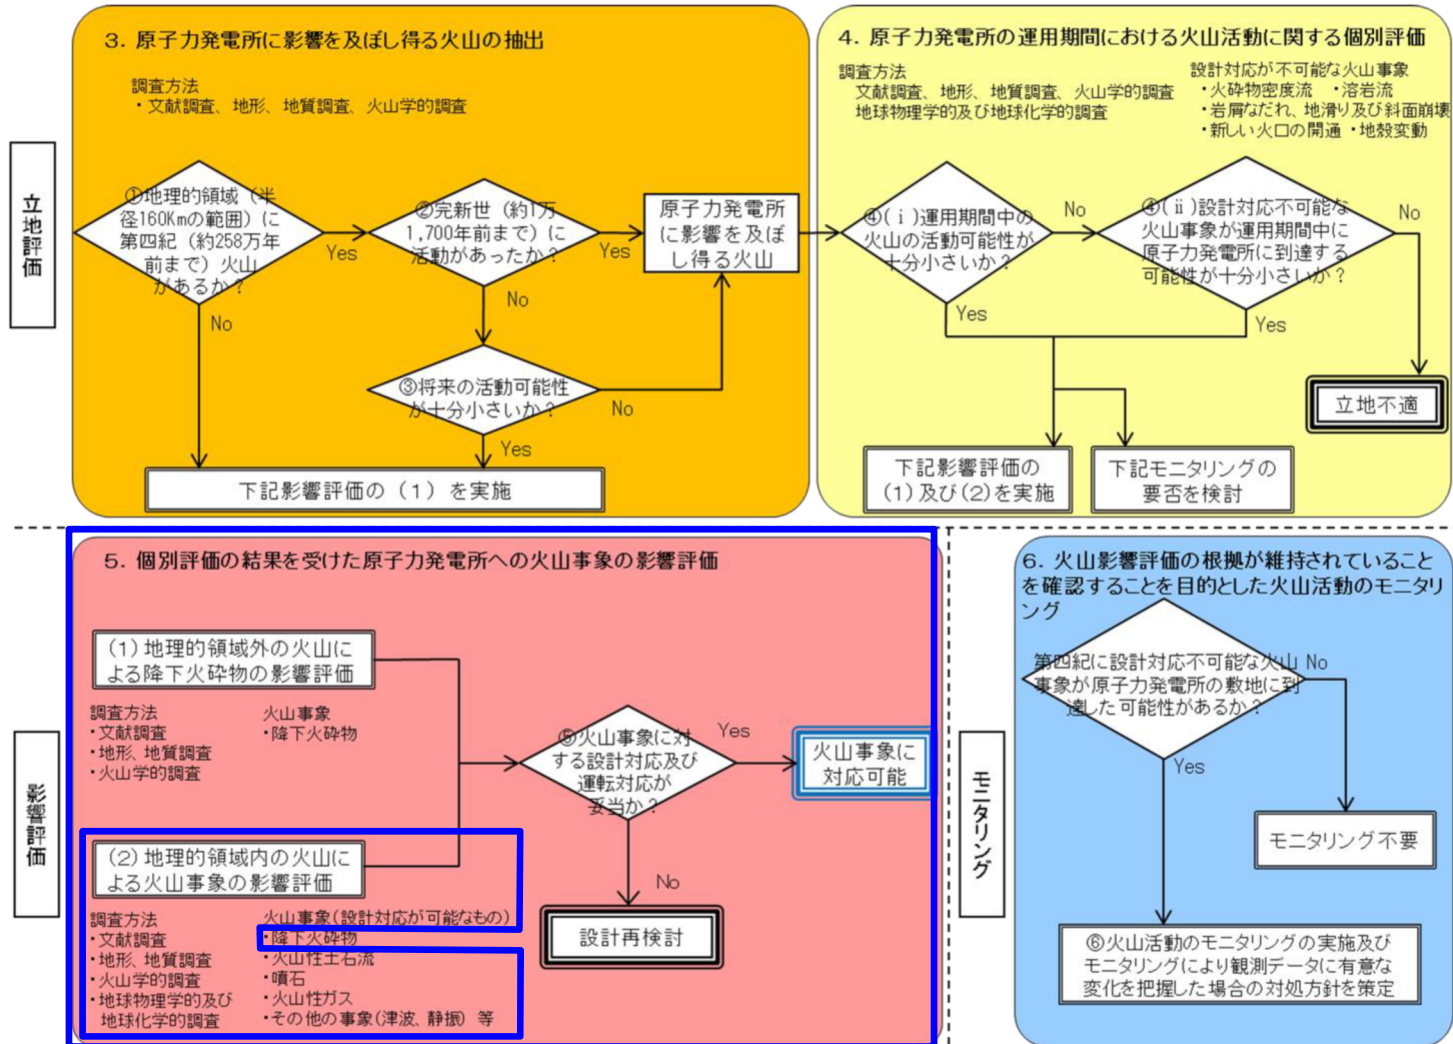 3．原子力発電所に影響を及ぼし得る火山の抽出
調査方法
・文献調査、地形、地質調査、火山学的調査
立地評価
①地理的領域（半
径160Kmの範囲）に
第四紀（約258万年
前まで）火山
があるか？
Yes
No
②完新世（約1万
1,700年前まで）に
活動があったか？
Yes
No
原子力発電所
に影響を及ぼ
し得る火山
③将来の活動可能性
が十分小さいか？
No
Yes
下記影響評価の（1）を実施
4．原子力発電所の運用期間における火山活動に関する個別評価
調査方法
文献調査、地形、地質調査、火山学的調査
地球物理学的及び地球化学的調査
設計対応が不可能な火山事象
・火砕物密度流　・溶岩流
・岩屑なだれ、地滑り及び斜面崩壊
・新しい火口の開通　・地殻変動
④(ⅰ)運用期間中の
火山の活動可能性が
十分小さいか？
No
Yes
④(ⅱ)設計対応不可能な
火山事象が運用期間中に
原子力発電所に到達する
可能性が十分小さいか？
No
Yes
立地不適
下記影響評価の
(1)及び(2)を実施
下記モニタリングの
要否を検討
5．個別評価の結果を受けた原子力発電所への火山事象の影響評価
影響評価
(1)地理的領域外の火山に
よる降下火砕物の影響評価
調査方法
・文献調査
・地形、地質調査
・火山学的調査
火山事象
・降下火砕物
(2)地理的領域内の火山に
よる火山事象の影響評価
調査方法
・文献調査
・地形、地質調査
・火山学的調査
・地球物理学的及び
地球化学的調査
火山事象(設計対応が可能なもの)
・降下火砕物
・火山性土石流
・噴石
・火山性ガス
・その他の事象(津波、静振) 等
⑤火山事象に対
する設計対応及び
運転対応が
妥当か？
Yes
No
火山事象に
対応可能
設計再検討
6．火山影響評価の根拠が維持されていること
を確認することを目的とした火山活動のモニタリ
ング
モニタリング
第四紀に設計対応不可能な火山
事象が原子力発電所の敷地に到
達した可能性があるか？
No
Yes
モニタリング不要
⑥火山活動のモニタリングの実施及び
モニタリングにより観測データに有意な
変化を把握した場合の対処方針を策定